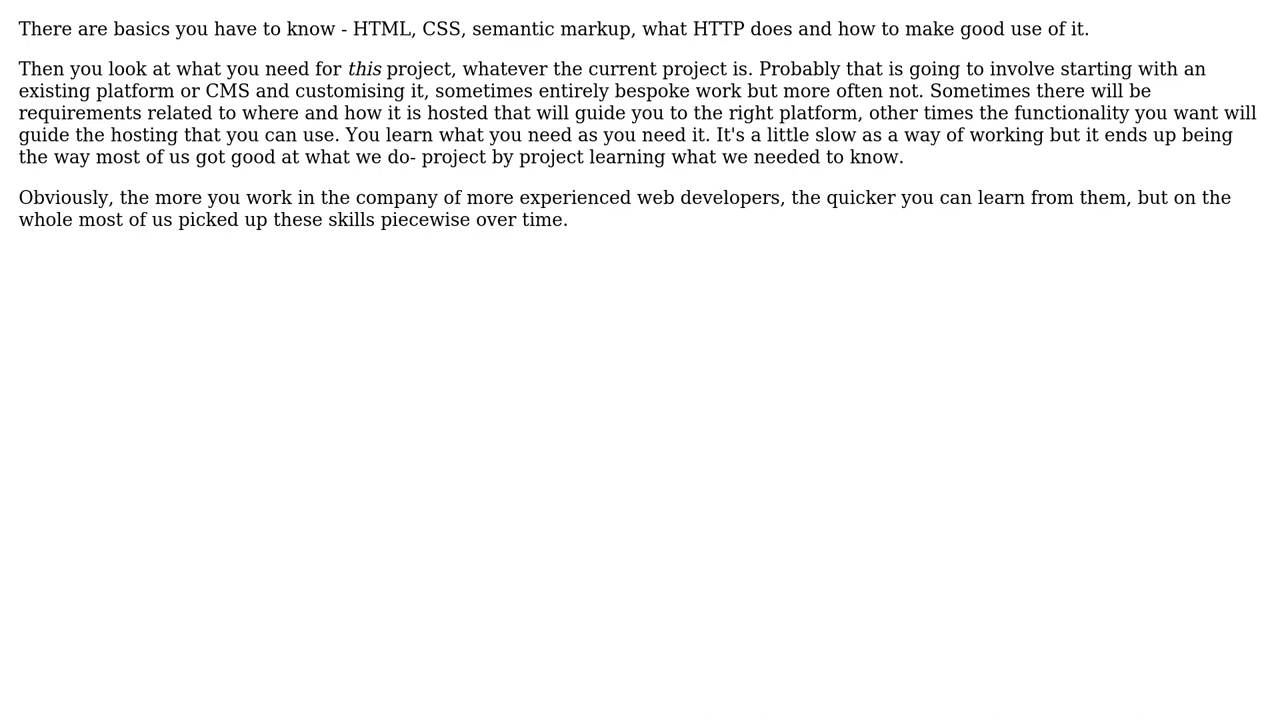 There are basics you have to know - HTML, CSS, semantic markup, what HTTP does and how to make good use of it.
Then you look at what you need for this project, whatever the current project is. Probably that is going to involve starting with an
existing platform or CMS and customising it, sometimes entirely bespoke work but more often not. Sometimes there will be
requirements related to where and how it is hosted that will guide you to the right platform, other times the functionality you want will
guide the hosting that you can use. You learn what you need as you need it. It's a little slow as a way of working but it ends up being
the way most of us got good at what we do- project by project learning what we needed to know.
Obviously, the more you work in the company of more experienced web developers, the quicker you can learn from them, but on the
whole most of us picked up these skills piecewise over time.